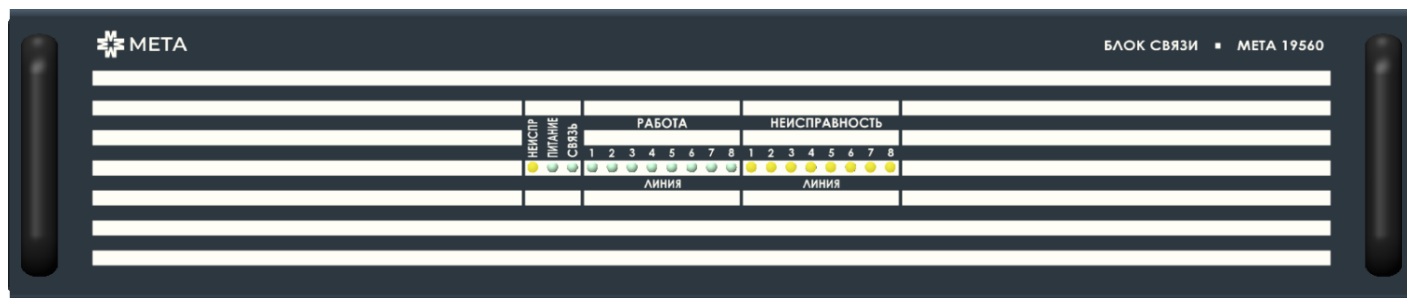 МЕТА
БЛОК СВЯЗИ ▪ МЕТА 19560
НЕИСПР
ПИТАНИЕ
СВЯЗЬ
РАБОТА
НЕИСПРАВНОСТЬ
1 2 3 4 5 6 7 8
1 2 3 4 5 6 7 8
ЛИНИЯ
ЛИНИЯ